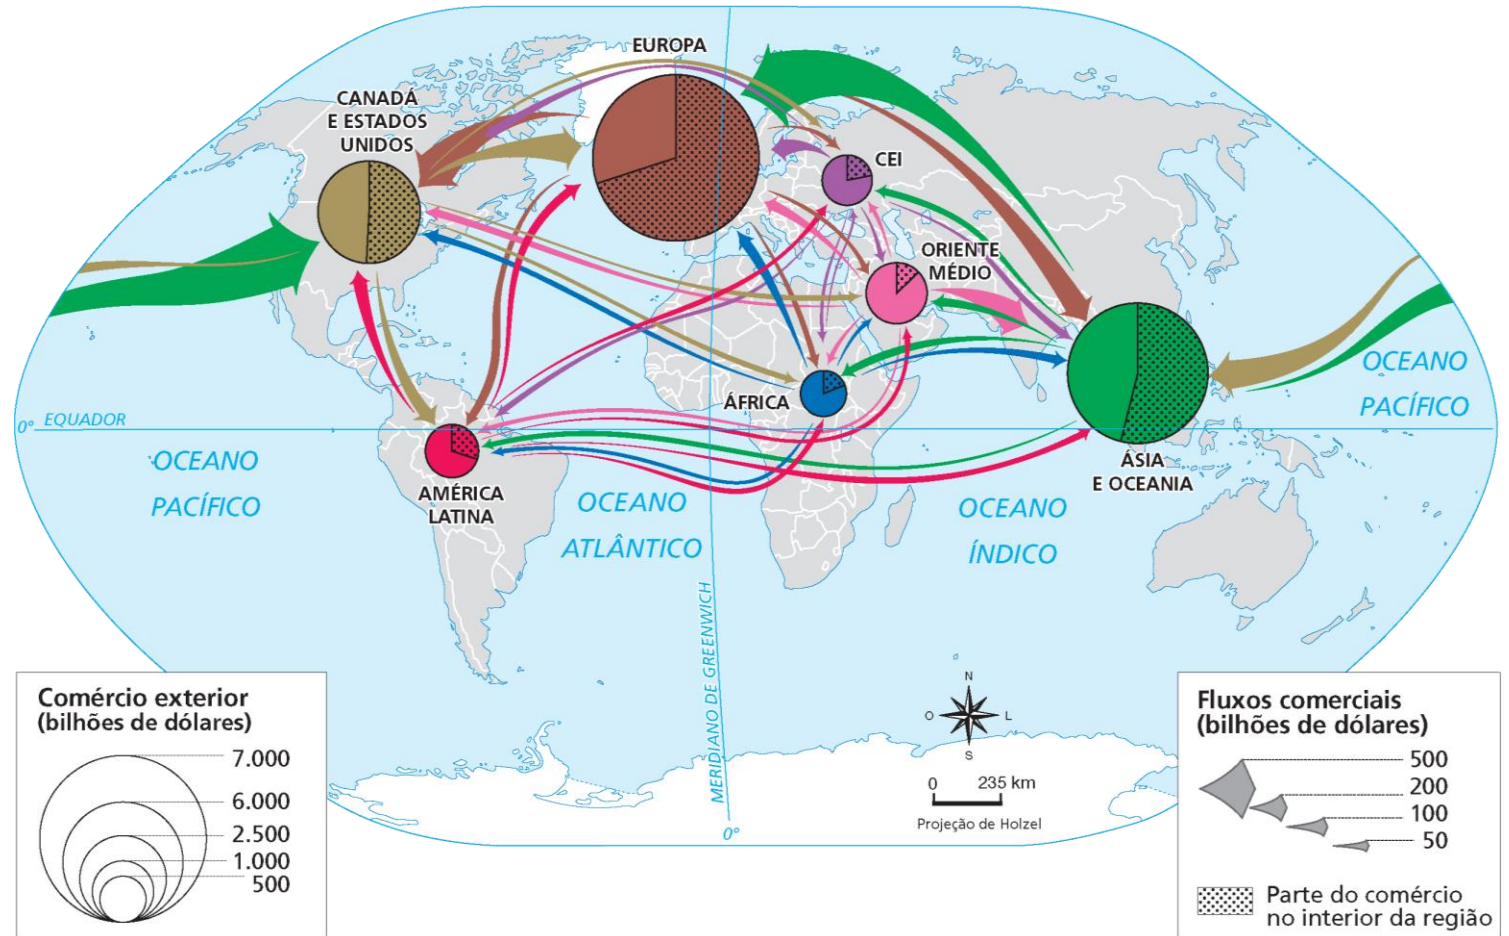 EUROPA
CANADÁ
E ESTADOS
UNIDOS
CEI
ORIENTE
MÉDIO
ÁFRICA
OCEANO
PACÍFICO
0° EQUADOR
OCEANO
PACÍFICO
AMÉRICA
LATINA
OCEANO
ATLÂNTICO
OCEANO
ÍNDICO
ÁSIA
E OCEANIA
MERIDIANO DE GREENWICH
0°
N
O
L
S
0 235 km
Projeção de Holzel
Comércio exterior
(bilhões de dólares)
7.000
6.000
2.500
1.000
500
Fluxos comerciais
(bilhões de dólares)
500
200
100
50
Parte do comércio
no interior da região